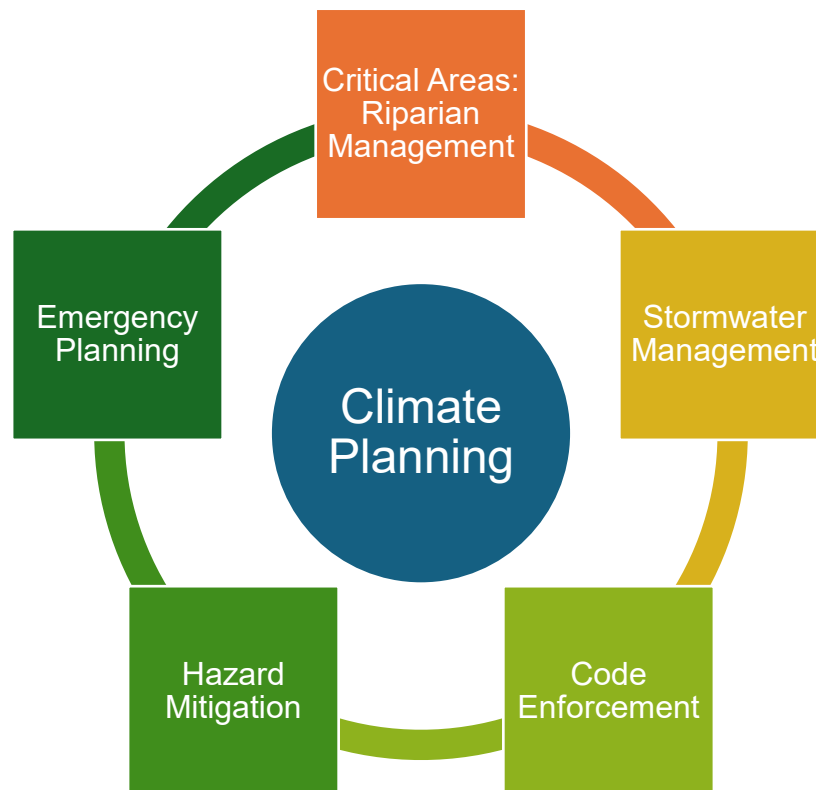 Critical Areas:
Riparian
Management
Emergency
Planning
Stormwater
Management
Climate
Planning
Hazard
Mitigation
Code
Enforcement